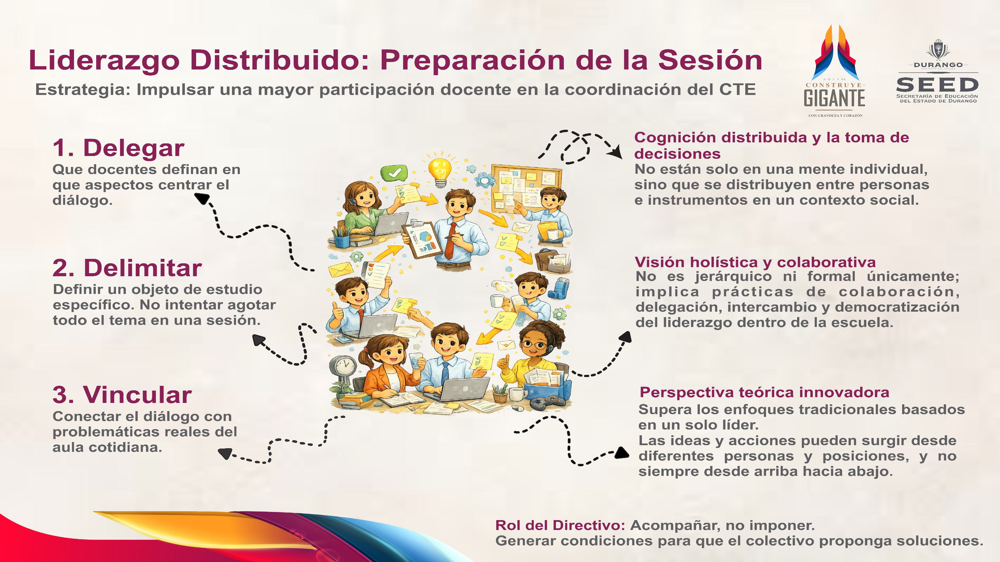 Liderazgo Distribuido: Preparación de la Sesión
Estrategia: Impulsar una mayor participación docente en la coordinación del CTE
AQUÍ SE
CONSTRUYE
GIGANTE
CON GRANDEZA Y CORAZÓN
DURANGO
GOBIERNO DEL ESTADO
SEED
SECRETARÍA DE EDUCACIÓN
DEL ESTADO DE DURANGO
1. Delegar
Que docentes definan en
que aspectos centrar el
diálogo.
2. Delimitar
Definir un objeto de estudio
específico. No intentar agotar
todo el tema en una sesión.
3. Vincular
Conectar el diálogo con
problemáticas reales del
aula cotidiana.
Cognición distribuida y la toma de
decisiones
No están solo en una mente individual,
sino que se distribuyen entre personas
e instrumentos en un contexto social.
Visión holística y colaborativa
No es jerárquico ni formal únicamente;
implica prácticas de colaboración,
delegación, intercambio y democratización
del liderazgo dentro de la escuela.
Perspectiva teórica innovadora
Supera los enfoques tradicionales basados
en un solo líder.
Las ideas y acciones pueden surgir desde
diferentes personas y posiciones, y no
siempre desde arriba hacia abajo.
Rol del Directivo: Acompañar, no imponer.
Generar condiciones para que el colectivo proponga soluciones.